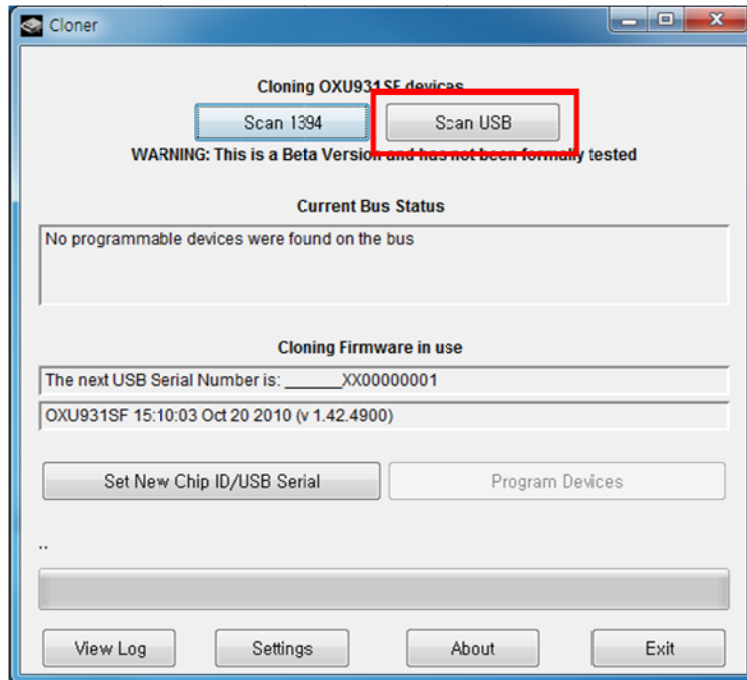 Cloner
Cloning OXU931SF devices
Scan 1394 Scan USB
WARNING: This is a Beta Version and has not been formally tested
Current Bus Status
No programmable devices were found on the bus
Cloning Firmware in use
The next USB Serial Number is: ______XX00000001
OXU931SF 15:10:03 Oct 20 2010 (v 1.42.4900)
Set New Chip ID/USB Serial Program Devices
..
View Log Settings About Exit